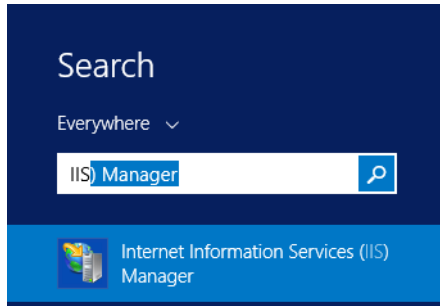 Search
Everywhere
IIS) Manager
Internet Information Services (IIS)
Manager